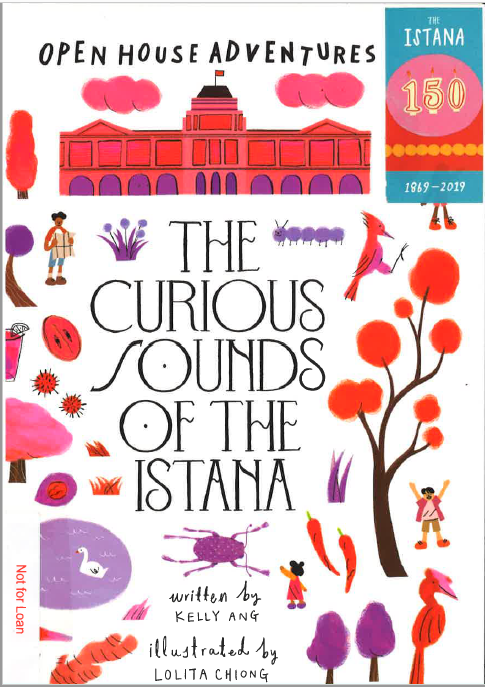 OPEN HOUSE ADVENTURES
THE
ISTANA
150
1869–2019
THE
CURIOUS
SOUNDS
OF THE
ISTANA
Not for Loan
written by
KELLY ANG
illustrated by
LOLITA CHIONG